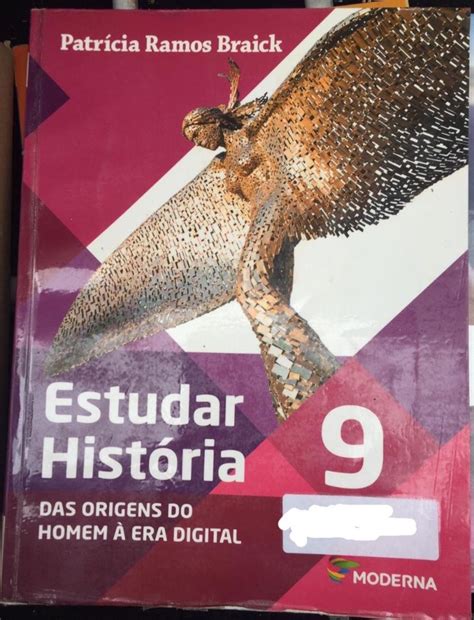 Patrícia Ramos Braick
Estudar
História
9
DAS ORIGENS DO
HOMEM À ERA DIGITAL
MODERNA